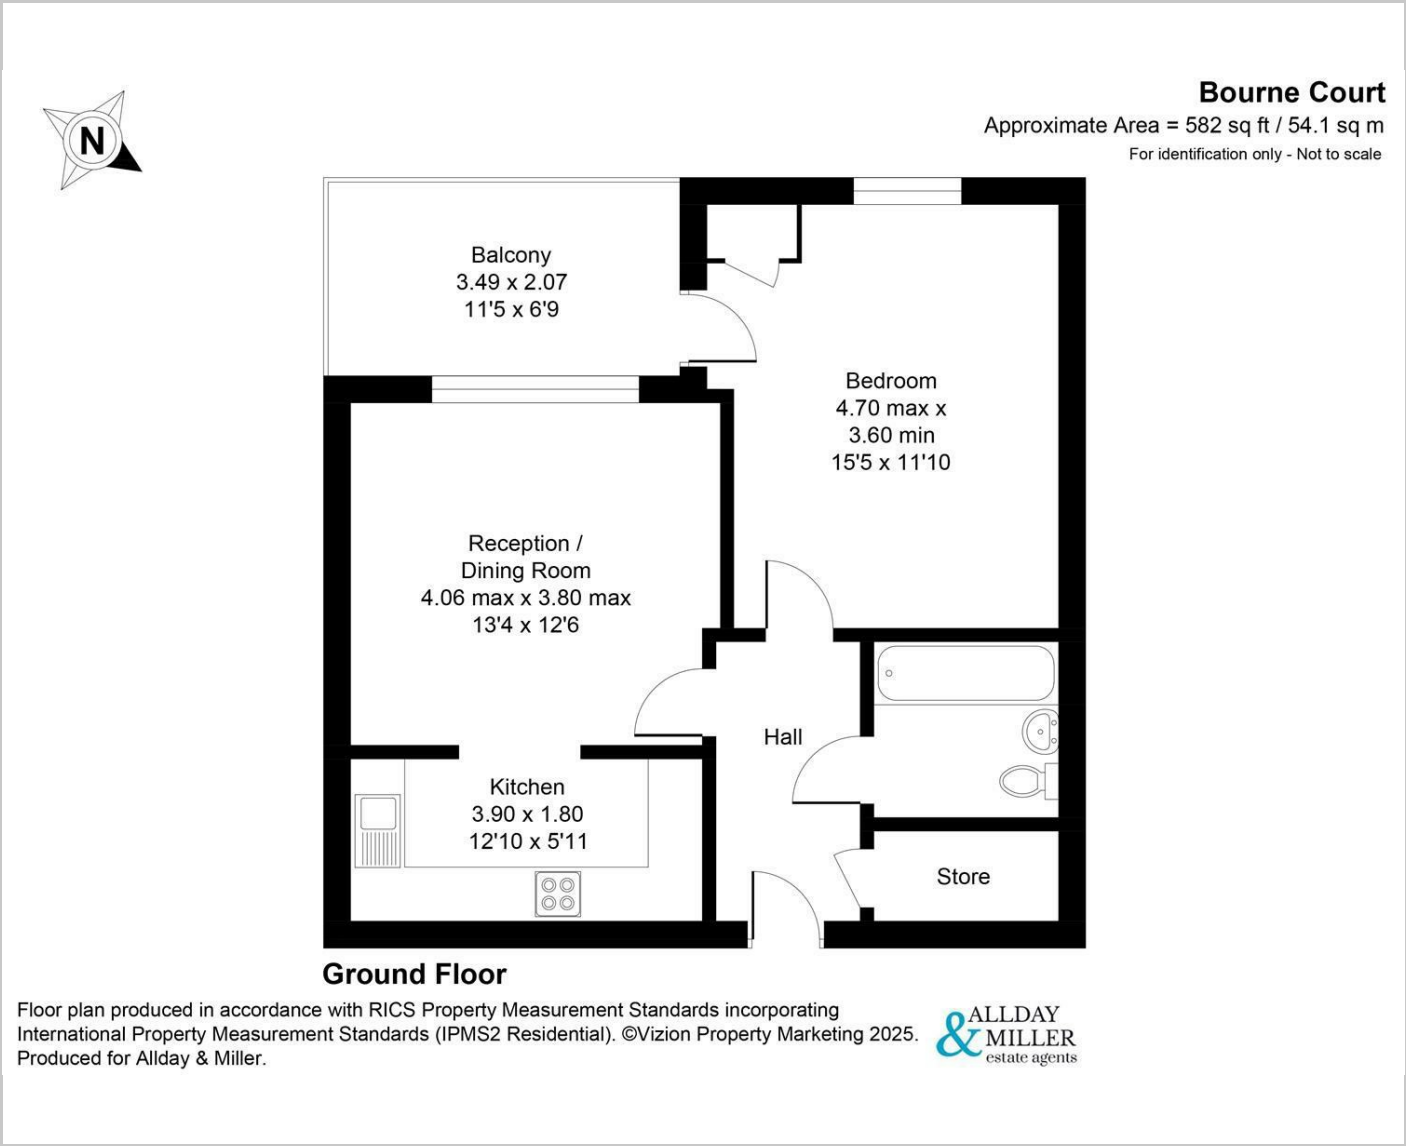 N
Bourne Court
Approximate Area = 582 sq ft / 54.1 sq m
For identification only - Not to scale
Balcony
3.49 x 2.07
11'5 x 6'9
Bedroom
4.70 max x
3.60 min
15'5 x 11'10
Reception /
Dining Room
4.06 max x 3.80 max
13'4 x 12'6
Hall
Kitchen
3.90 x 1.80
12'10 x 5'11
Store
Ground Floor
Floor plan produced in accordance with RICS Property Measurement Standards incorporating
International Property Measurement Standards (IPMS2 Residential). ©Vizion Property Marketing 2025.
Produced for Allday & Miller.
ALLDAY
& MILLER
estate agents